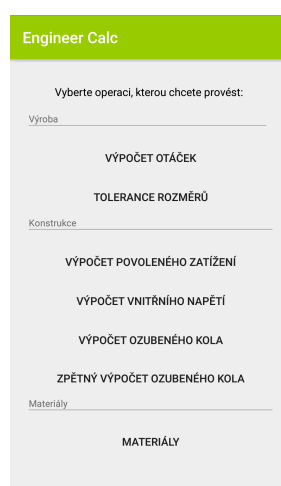 Engineer Calc
Vyberte operaci, kterou chcete provést:
Výroba
VÝPOČET OTÁČEK
TOLERANCE ROZMĚRŮ
Konstrukce
VÝPOČET POVOLENÉHO ZATÍŽENÍ
VÝPOČET VNITŘNÍHO NAPĚTÍ
VÝPOČET OZUBENÉHO KOLA
ZPĚTNÝ VÝPOČET OZUBENÉHO KOLA
Materiály
MATERIÁLY